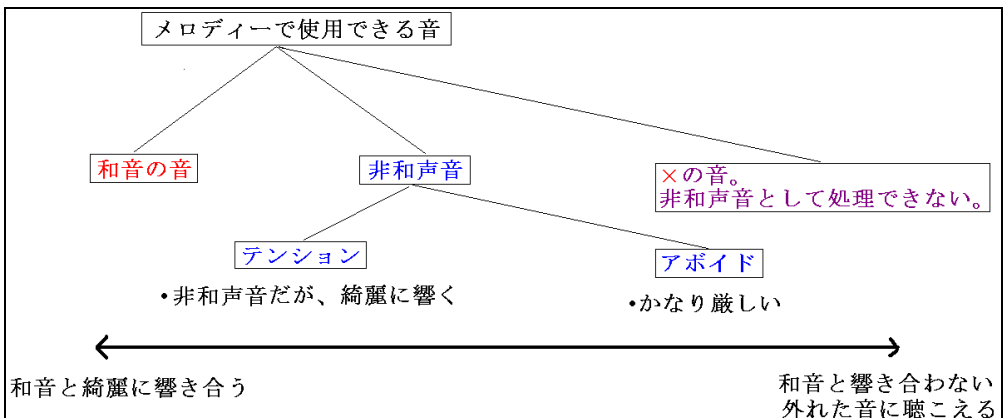 メロディーで使用できる音
和音の音
非和声音
×の音。
非和声音として処理できない。
テンション
アボイド
・非和声音だが、綺麗に響く
・かなり厳しい
和音と綺麗に響き合う
和音と響き合わない
外れた音に聴こえる